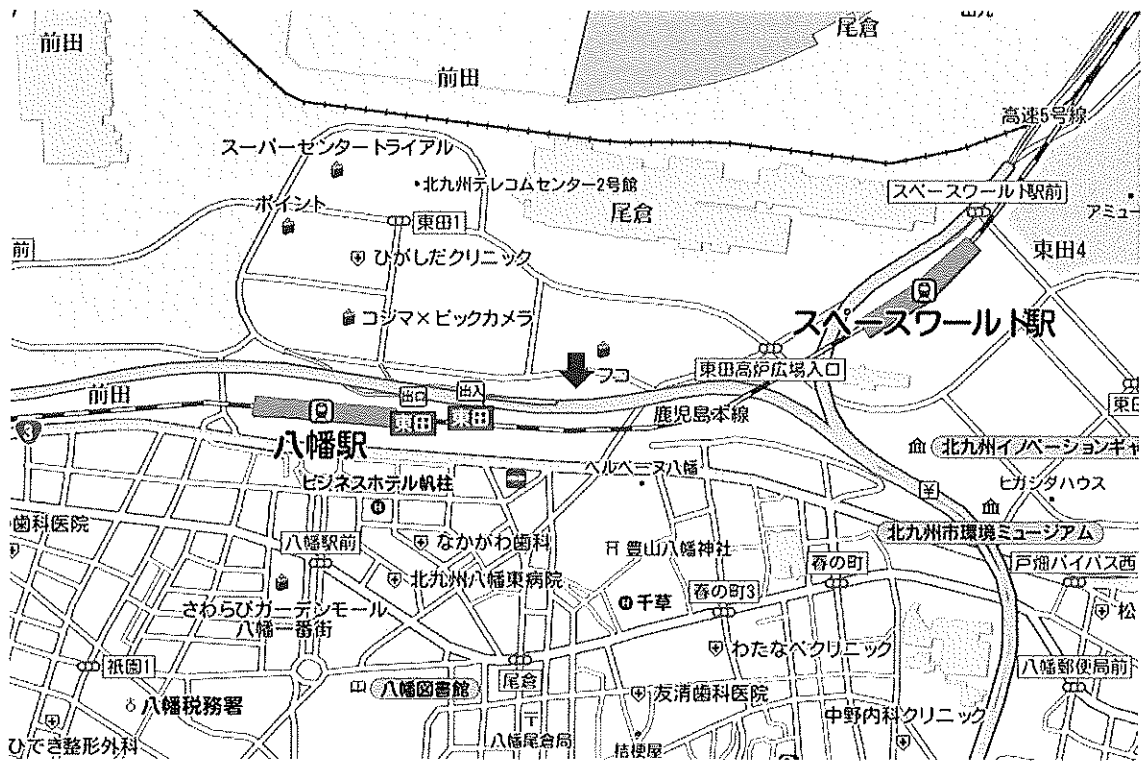 前田
前田
尾倉
高速5号線
スーパーセンタートライアル
北九州テレコムセンター2号館
スペースワールド駅前
ポイント
東田1
尾倉
アミュー
前
ひがしだクリニック
東田4
コジマ×ビックカメラ
スペースワールド駅
東田高炉広場入口
フコ
前田
出口
出入
東田
東田
鹿児島本線
3
八幡駅
北九州イノベーションギャ
ビジネスホテル帆柱
ヘルベーヌ八幡
ヒガシダハウス
¥
歯科医院
八幡駅前
なかがわ歯科
豊山八幡神社
北九州市環境ミュージアム
春の町
戸畑バイパス西
北九州八幡東病院
さわらびガーデンモール
八幡一番街
千草
春の町3
松
わたなべクリニック
祇園1
尾倉
八幡郵便局前
八幡図書館
友清歯科医院
八幡税務署
中野内科クリニック
ひでき整形外科
八幡尾倉局
桔梗屋